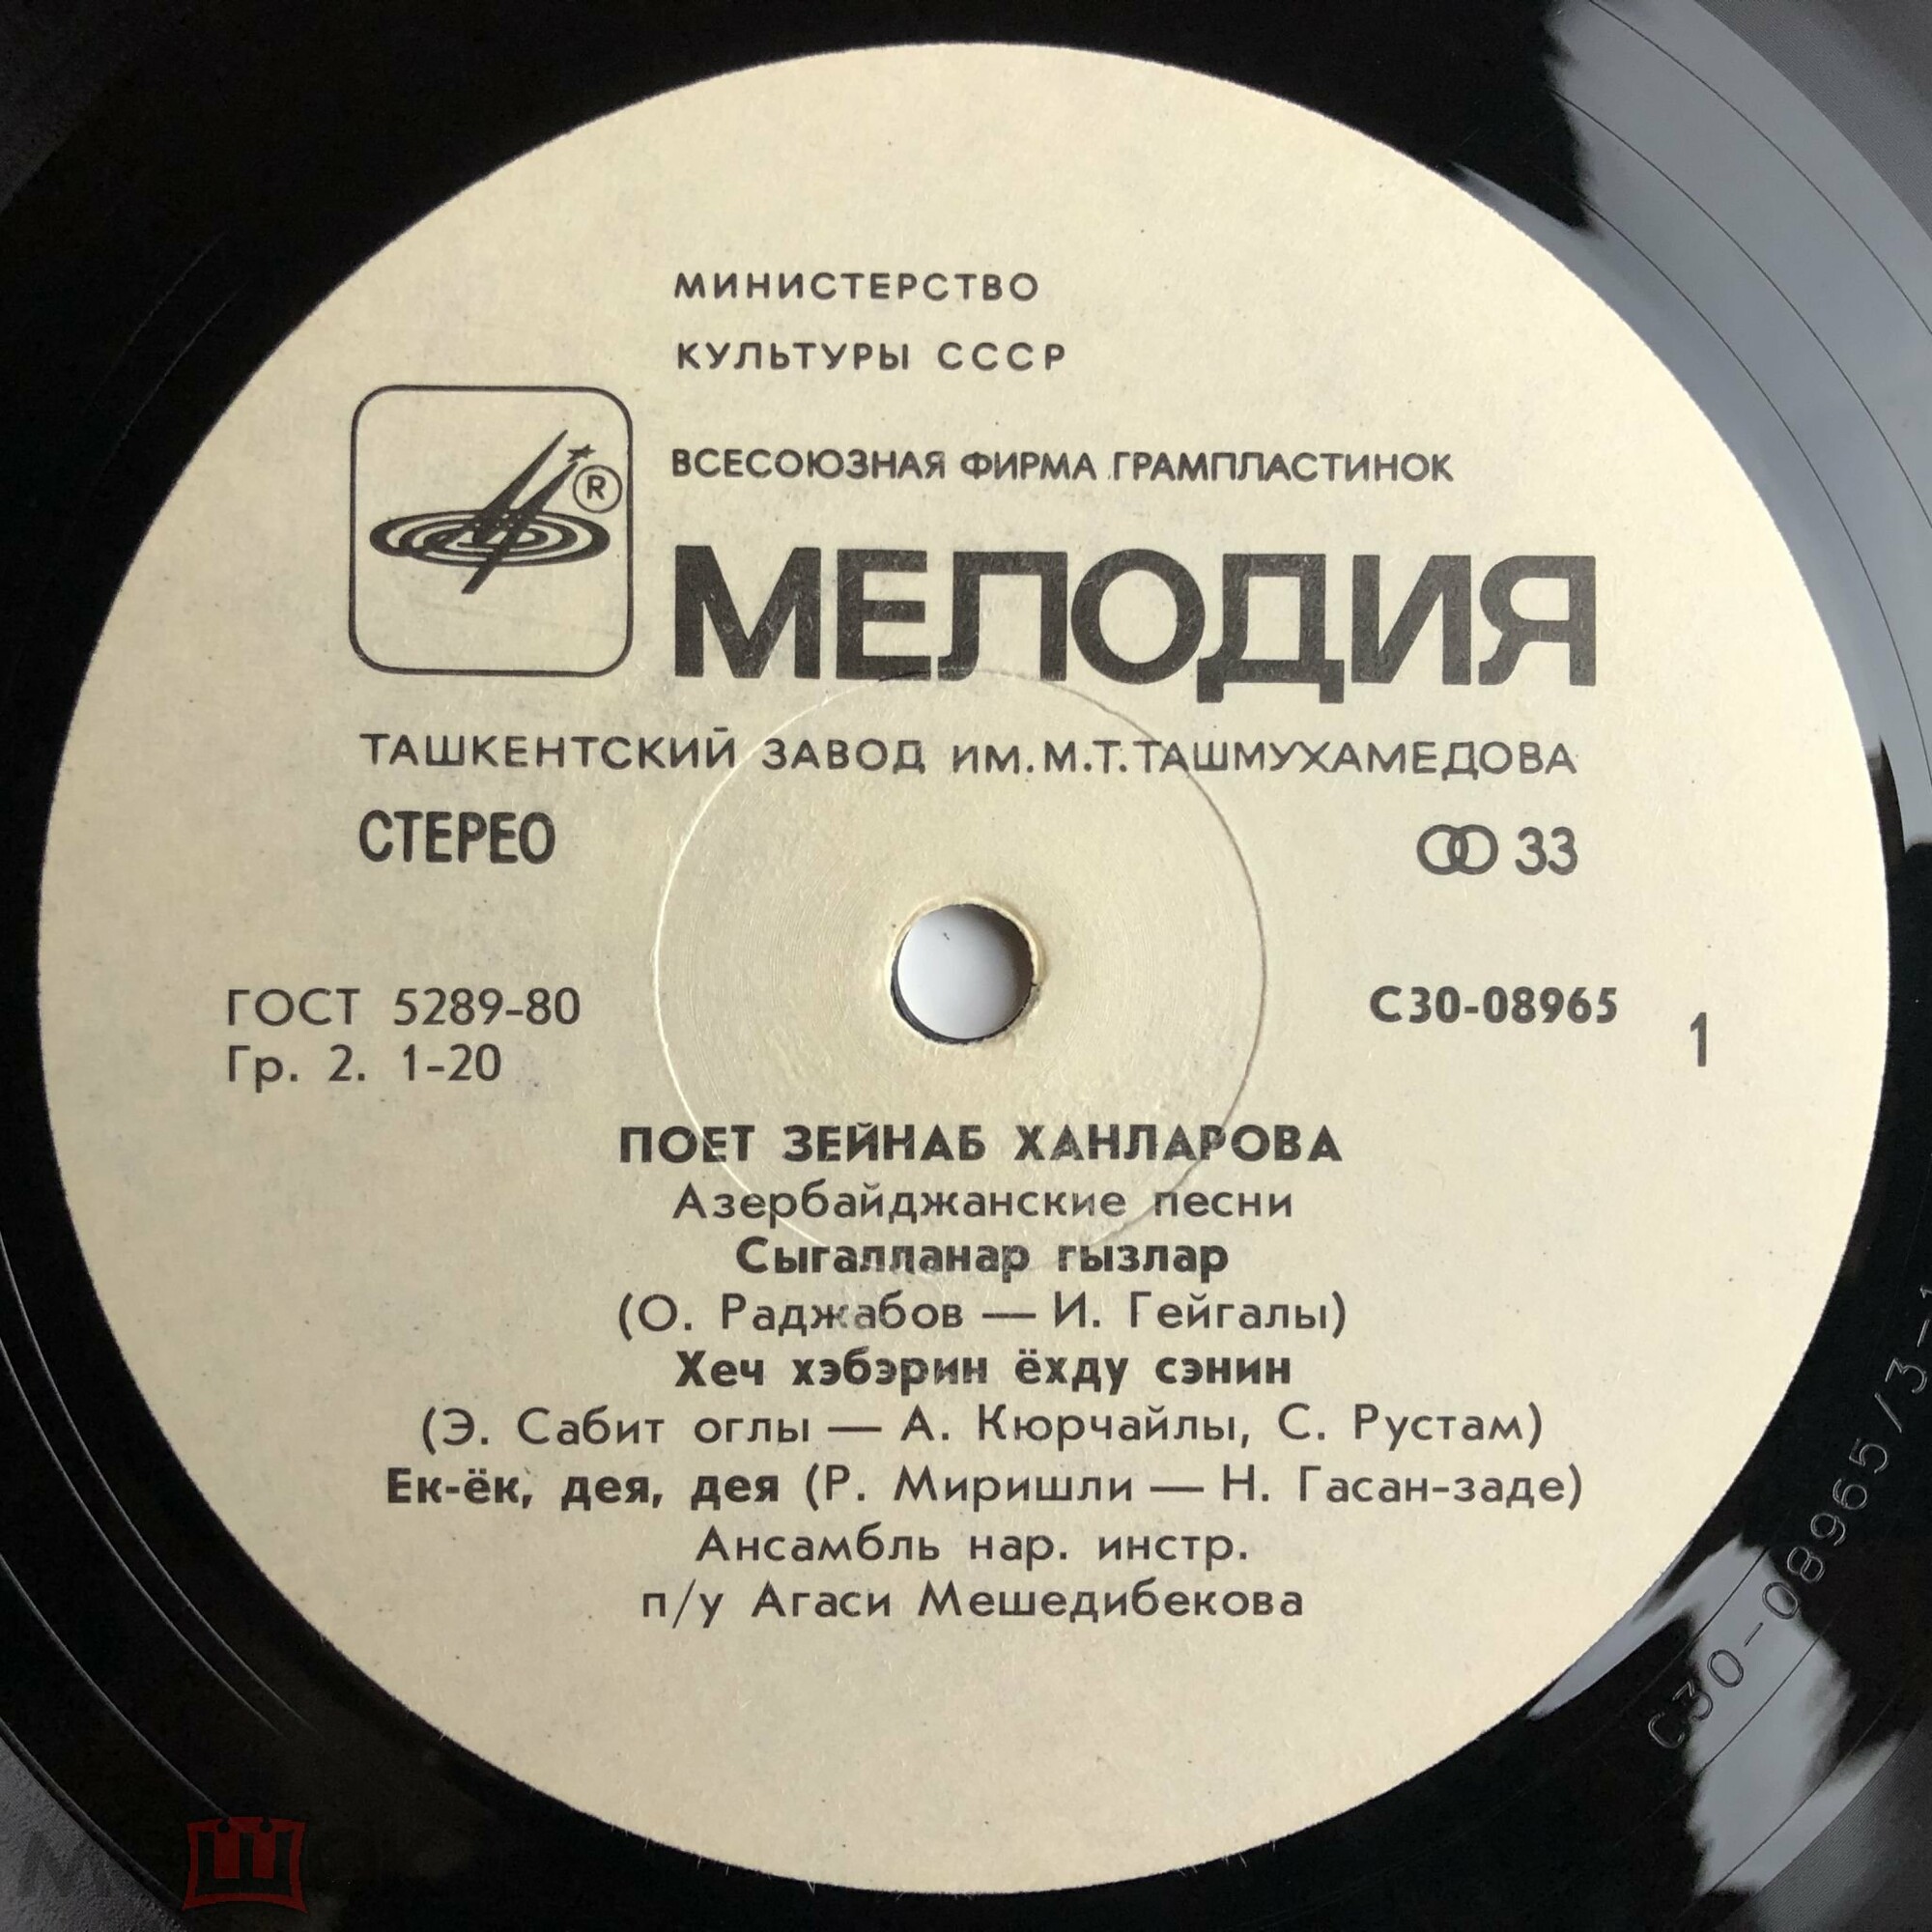 МИНИСТЕРСТВО
КУЛЬТУРЫ СССР
ВСЕСОЮЗНАЯ ФИРМА ГРАМПЛАСТИНОК
®
МЕЛОДИЯ
ТАШКЕНТСКИЙ ЗАВОД ИМ.М.Т.ТАШМУХАМЕДОВА
СТЕРЕО
33
ГОСТ 5289-80
С30-08965
Гр. 2. 1-20
1
ПОЕТ ЗЕЙНАБ ХАНЛАРОВА
Азербайджанские песни
Сыгалланар гызлар
(О. Раджабов — И. Гейгалы)
Хеч хэбэрин ёхду сэнин
(Э. Сабит оглы — А. Кюрчайлы, С. Рустам)
Ек-ёк, дея, дея (Р. Миришли — Н. Гасан-заде)
Ансамбль нар. инстр.
п/у Агаси Мешедибекова
С30-08965/3-1